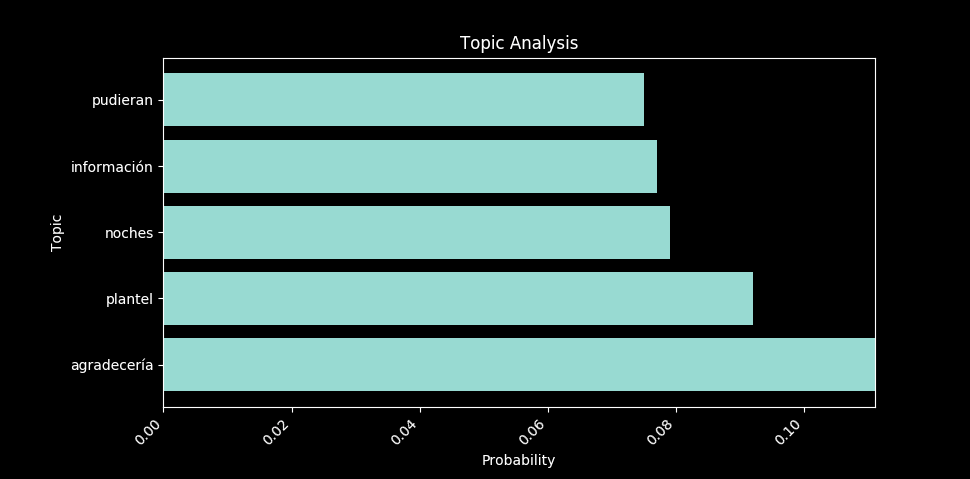 Topic Analysis
pudieran
información
noches
plantel
agradecería
Topic
0.00
0.02
0.04
0.06
0.08
0.10
Probability